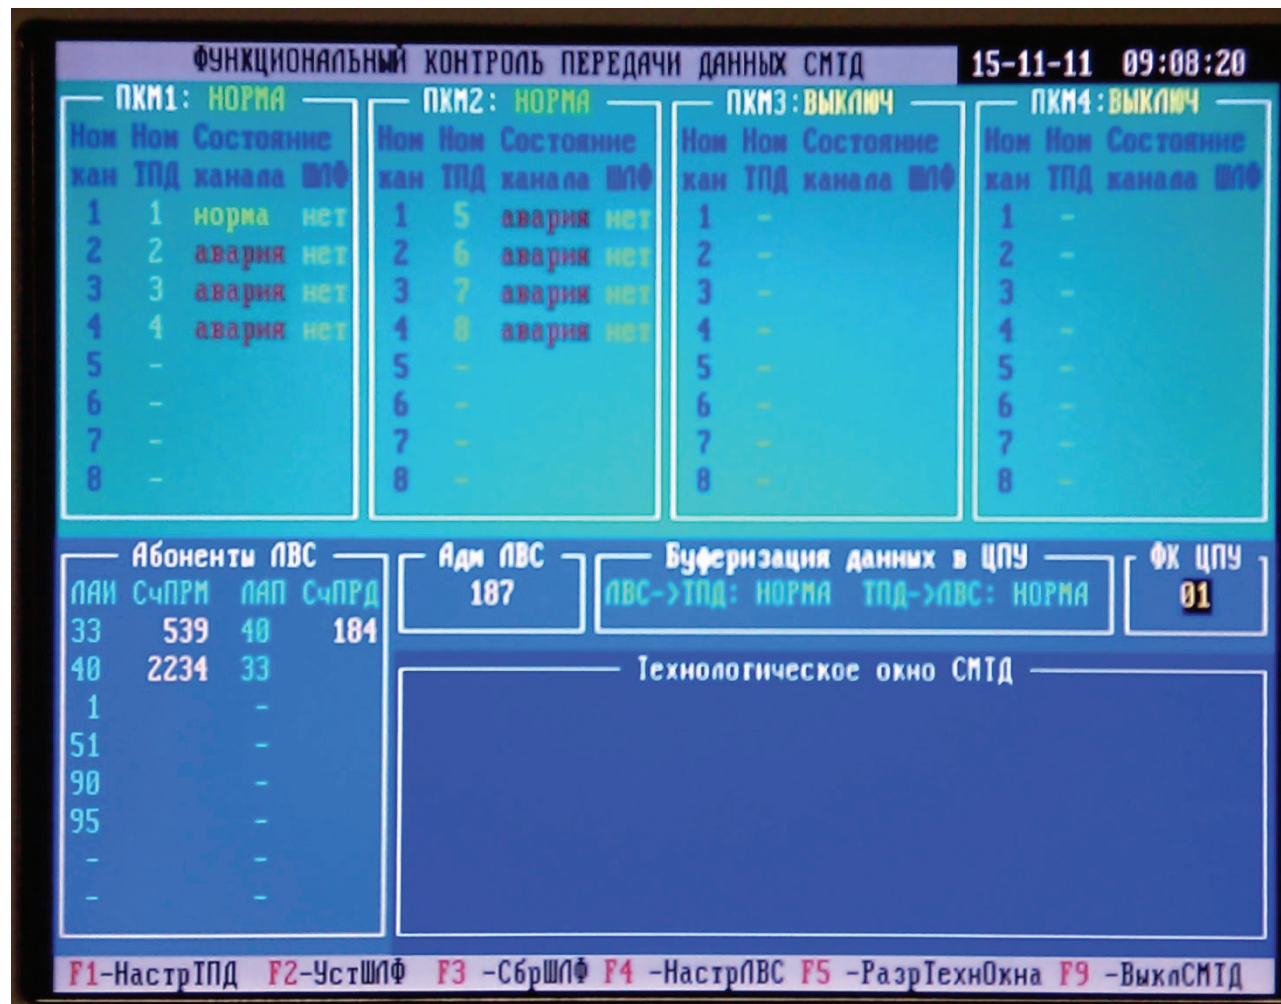 ФУНКЦИОНАЛЬНЫЙ КОНТРОЛЬ ПЕРЕДАЧИ ДАННЫХ СМТД 15-11-11 09:08:20
ПКМ1: НОРМА ПКМ2: НОРМА ПКМ3:ВЫКЛЮЧ ПКМ4:ВЫКЛЮЧ
Ном Ном Состояние Ном Ном Состояние Ном Ном Состояние Ном Ном Состояние
кан ТПД канала ШЛФ кан ТПД канала ШЛФ кан ТПД канала ШЛФ кан ТПД канала ШЛФ
1 1 норма нет 1 5 авария нет 1 - 1 -
2 2 авария нет 2 6 авария нет 2 - 2 -
3 3 авария нет 3 7 авария нет 3 - 3 -
4 4 авария нет 4 8 авария нет 4 - 4 -
5 - 5 - 5 - 5 -
6 - 6 - 6 - 6 -
7 - 7 - 7 - 7 -
8 - 8 - 8 - 8 -
Абоненты ЛВС Адм ЛВС Буферизация данных в ЦПУ ФК ЦПУ
ЛАИ СчПРМ ЛАП СчПРД 187 ЛВС->ТПД: НОРМА ТПД->ЛВС: НОРМА 01
33 539 40 184
40 2234 33 Технологическое окно СМТД
1 -
51 -
90 -
95 -
- -
- -
F1-НастрТПД F2-УстШЛФ F3 -СбрШЛФ F4 -НастрЛВС F5 -РазрТехнОкна F9 -ВыклСМТД